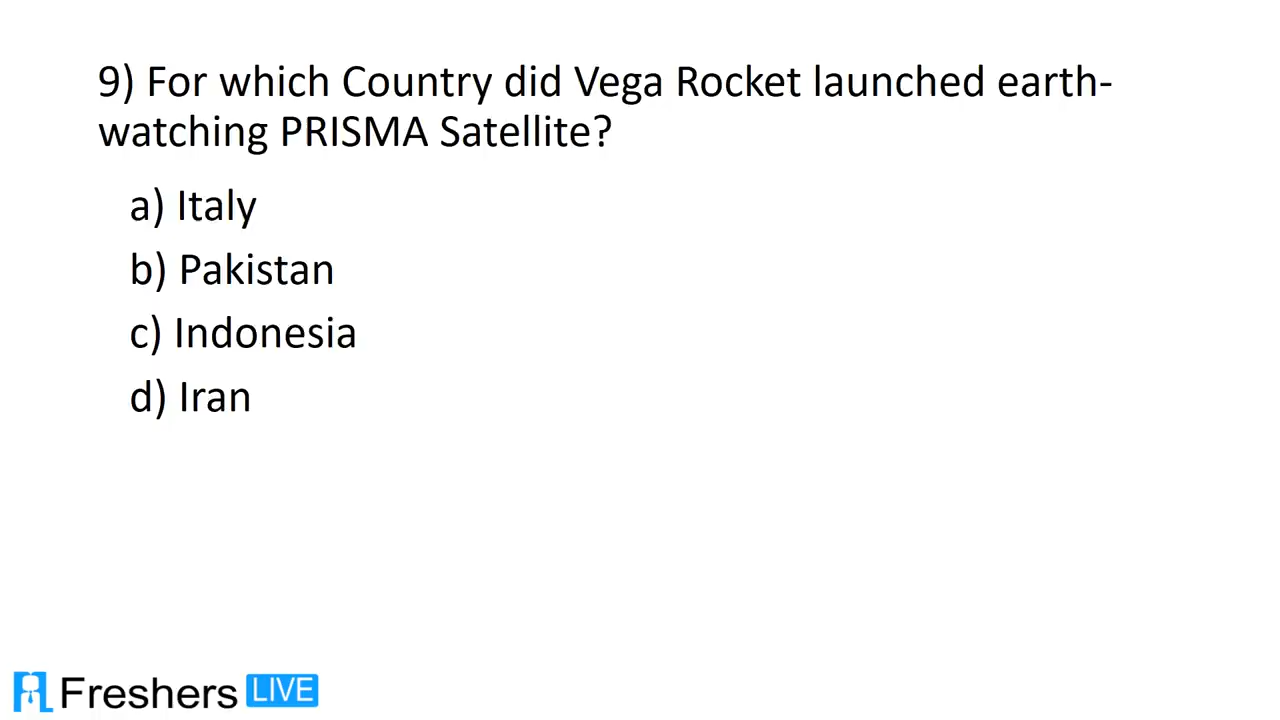 9) For which Country did Vega Rocket launched earth-
watching PRISMA Satellite?
a) Italy
b) Pakistan
c) Indonesia
d) Iran
Freshers LIVE